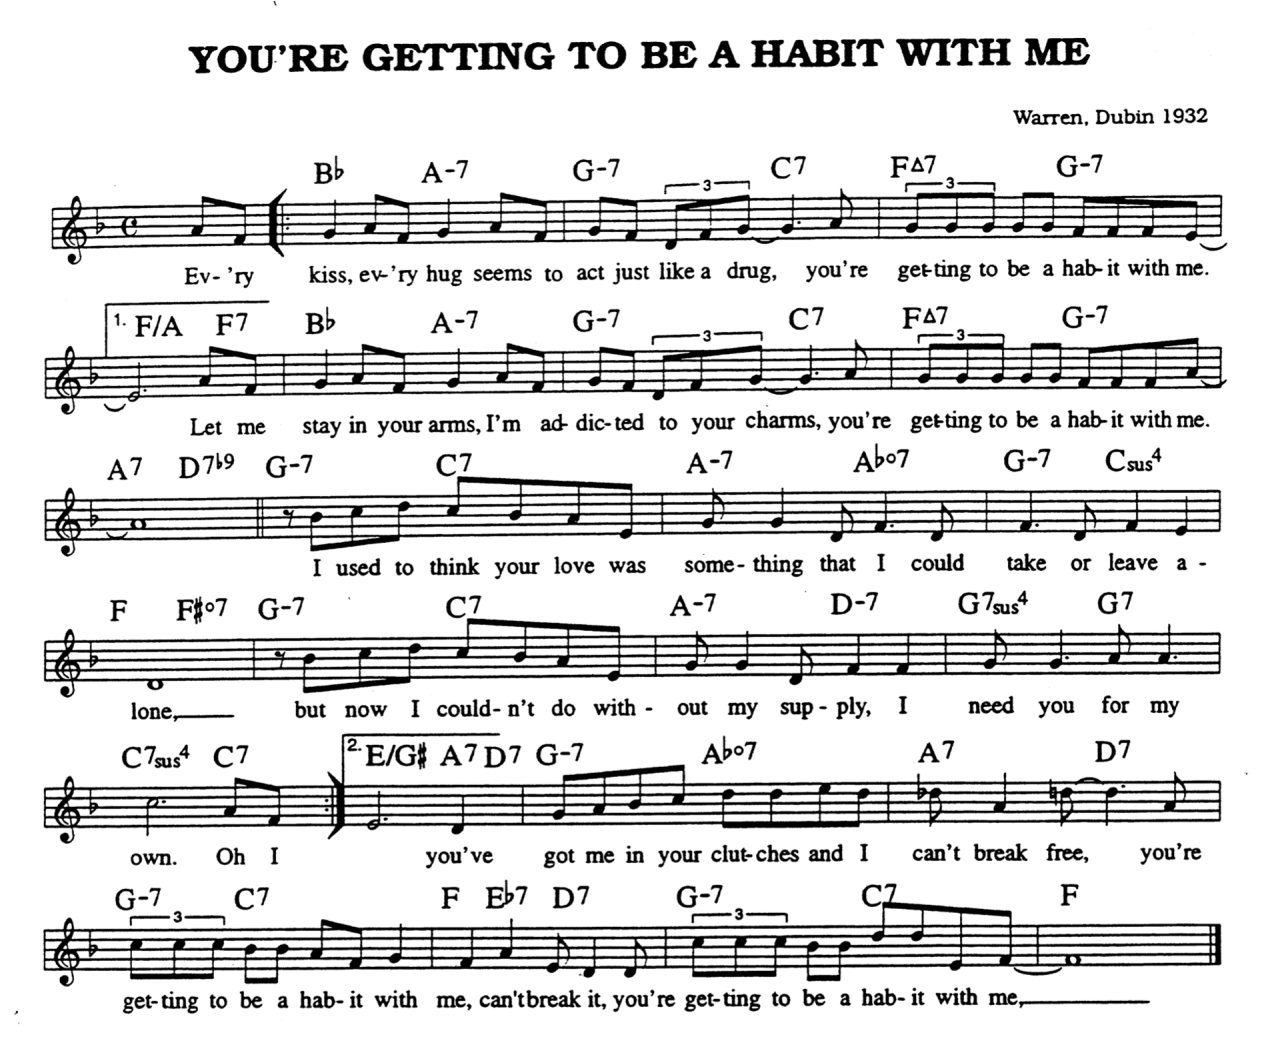 YOU'RE GETTING TO BE A HABIT WITH ME
Warren, Dubin 1932
B♭ A-7 G-7 C7 F△7 G-7
3 3
Ev-'ry kiss, ev-'ry hug seems to act just like a drug, you're get-ting to be a hab-it with me.
1. F/A F7 B♭ A-7 G-7 C7 F△7 G-7
3 3
Let me stay in your arms, I'm ad-dic-ted to your charms, you're get-ting to be a hab-it with me.
A7 D7♭9 G-7 C7 A-7 A♭o7 G-7 Csus4
I used to think your love was some-thing that I could take or leave a-
F F♯o7 G-7 C7 A-7 D-7 G7sus4 G7
lone, but now I could-n't do with-out my sup-ply, I need you for my
C7sus4 C7 2. E/G♯ A7 D7 G-7 A♭o7 A7 D7
own. Oh I you've got me in your clut-ches and I can't break free, you're
G-7 C7 F E♭7 D7 G-7 C7 F
3 3
get-ting to be a hab-it with me, can't break it, you're get-ting to be a hab-it with me,